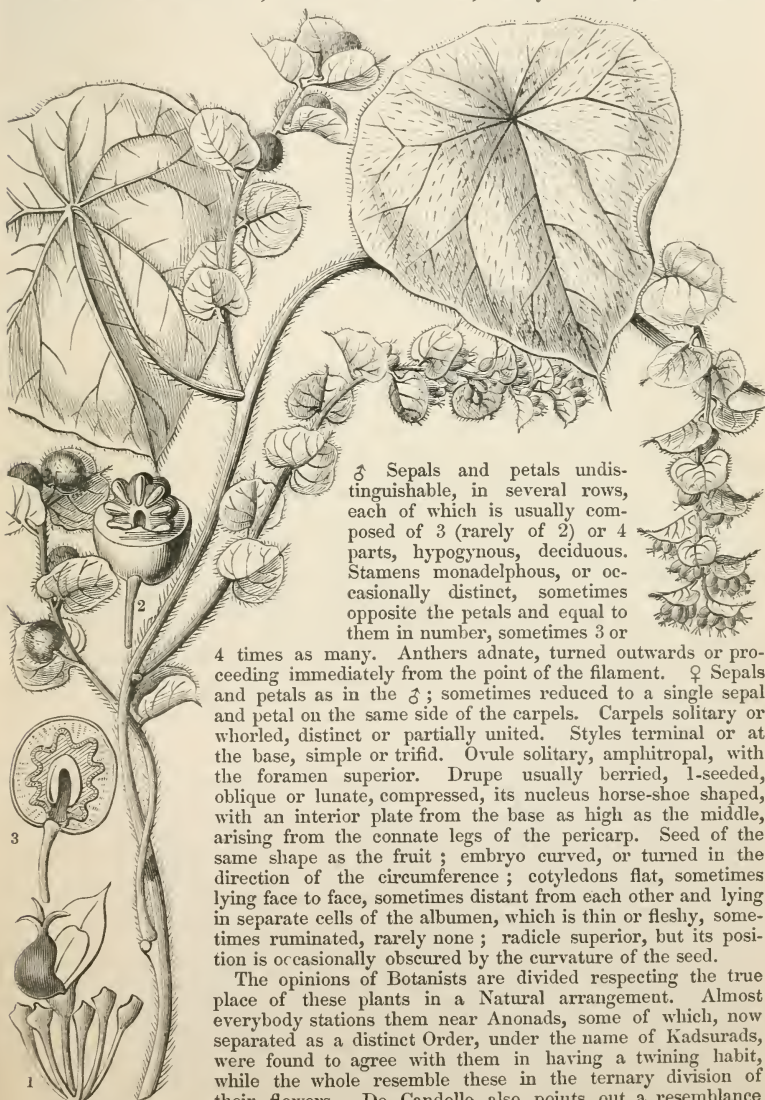 ♂ Sepals and petals undis-
tinguishable, in several rows,
each of which is usually com-
posed of 3 (rarely of 2) or 4
parts, hypogynous, deciduous.
Stamens monadelphous, or oc-
casionally distinct, sometimes
opposite the petals and equal to
them in number, sometimes 3 or
4 times as many. Anthers adnate, turned outwards or pro-
ceeding immediately from the point of the filament. ♀ Sepals
and petals as in the ♂; sometimes reduced to a single sepal
and petal on the same side of the carpels. Carpels solitary or
whorled, distinct or partially united. Styles terminal or at
the base, simple or trifid. Ovule solitary, amphitropal, with
the foramen superior. Drupe usually berried, 1-seeded,
oblique or lunate, compressed, its nucleus horse-shoe shaped,
with an interior plate from the base as high as the middle,
arising from the connate legs of the pericarp. Seed of the
same shape as the fruit; embryo curved, or turned in the
direction of the circumference; cotyledons flat, sometimes
lying face to face, sometimes distant from each other and lying
in separate cells of the albumen, which is thin or fleshy, some-
times ruminated, rarely none; radicle superior, but its posi-
tion is occasionally obscured by the curvature of the seed.
The opinions of Botanists are divided respecting the true
place of these plants in a Natural arrangement. Almost
everybody stations them near Anonads, some of which, now
separated as a distinct Order, under the name of Kadsurads,
were found to agree with them in having a twining habit,
while the whole resemble these in the ternary division of
their flowers. De Candolle also points out a resemblance
2
3
1